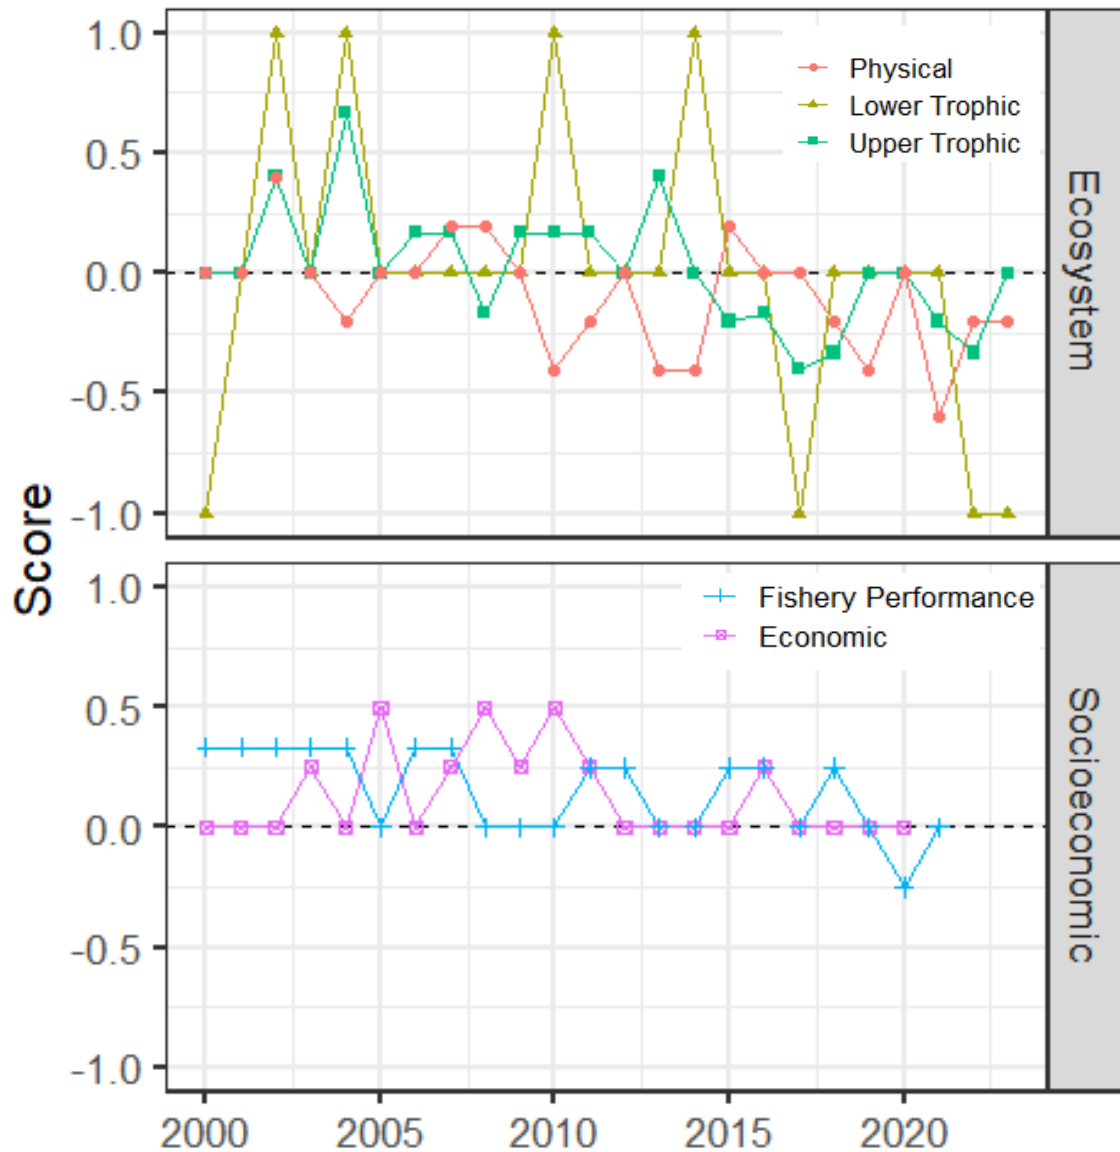 Score
1.0
0.5
0.0
-0.5
-1.0
Physical
Lower Trophic
Upper Trophic
Ecosystem
1.0
0.5
0.0
-0.5
-1.0
Fishery Performance
Economic
Socioeconomic
2000 2005 2010 2015 2020